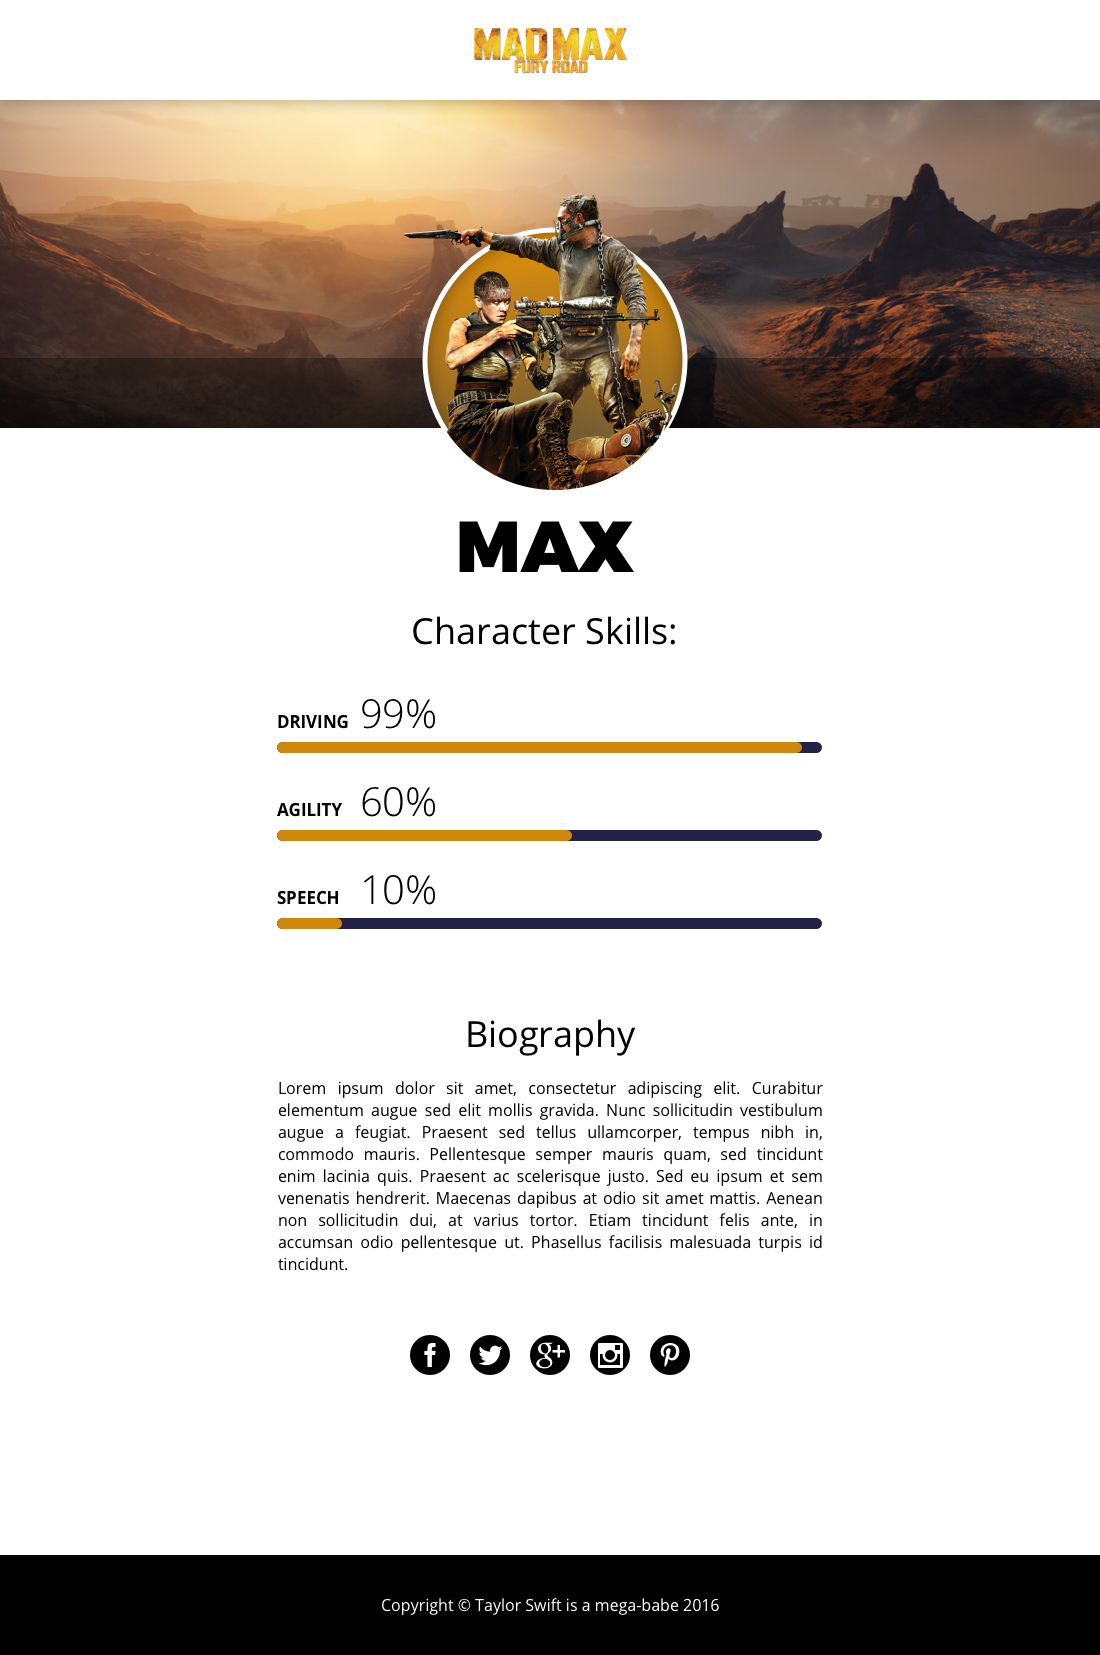 MAD MAX
FURY ROAD
MAX
Character Skills:
DRIVING 99%
AGILITY 60%
SPEECH 10%
Biography
Lorem ipsum dolor sit amet, consectetur adipiscing elit. Curabitur
elementum augue sed elit mollis gravida. Nunc sollicitudin vestibulum
augue a feugiat. Praesent sed tellus ullamcorper, tempus nibh in,
commodo mauris. Pellentesque semper mauris quam, sed tincidunt
enim lacinia quis. Praesent ac scelerisque justo. Sed eu ipsum et sem
venenatis hendrerit. Maecenas dapibus at odio sit amet mattis. Aenean
non sollicitudin dui, at varius tortor. Etiam tincidunt felis ante, in
accumsan odio pellentesque ut. Phasellus facilisis malesuada turpis id
tincidunt.
Copyright © Taylor Swift is a mega-babe 2016